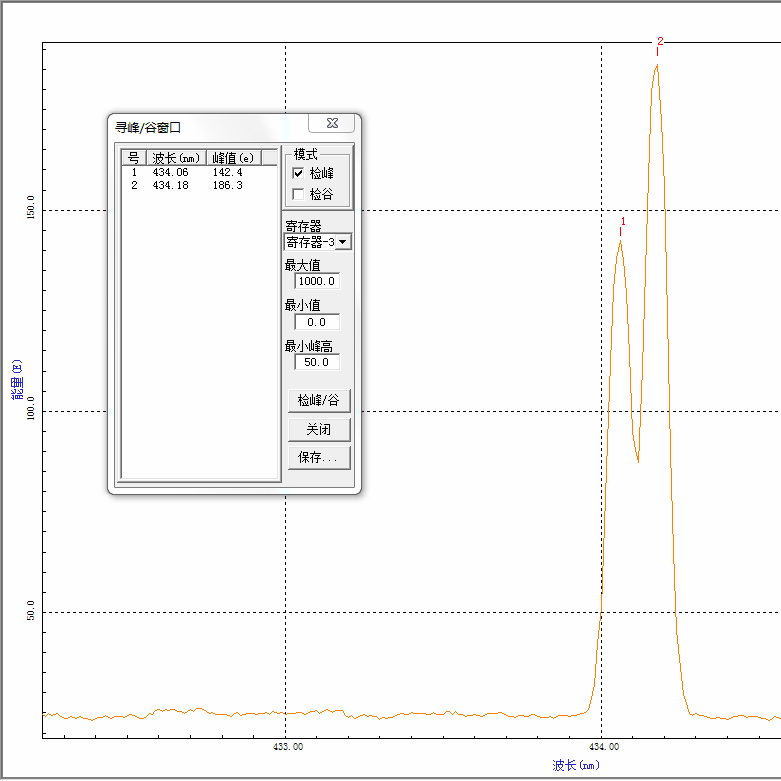 2
寻峰/谷窗口
号 波长(nm) 峰值(e)
1 434.06 142.4
2 434.18 186.3
模式
检峰
检谷
寄存器
寄存器-3
最大值
1000.0
最小值
0.0
最小峰高
50.0
检峰/谷
关闭
保存...
1
150.0
100.0
50.0
能量(E)
433.00
434.00
波长(nm)